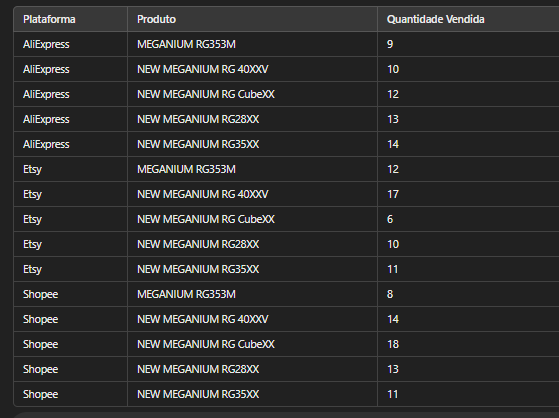 Plataforma Produto Quantidade Vendida
AliExpress MEGANIUM RG353M 9
AliExpress NEW MEGANIUM RG 40XXV 10
AliExpress NEW MEGANIUM RG CubeXX 12
AliExpress NEW MEGANIUM RG28XX 13
AliExpress NEW MEGANIUM RG35XX 14
Etsy MEGANIUM RG353M 12
Etsy NEW MEGANIUM RG 40XXV 17
Etsy NEW MEGANIUM RG CubeXX 6
Etsy NEW MEGANIUM RG28XX 10
Etsy NEW MEGANIUM RG35XX 11
Shopee MEGANIUM RG353M 8
Shopee NEW MEGANIUM RG 40XXV 14
Shopee NEW MEGANIUM RG CubeXX 18
Shopee NEW MEGANIUM RG28XX 13
Shopee NEW MEGANIUM RG35XX 11